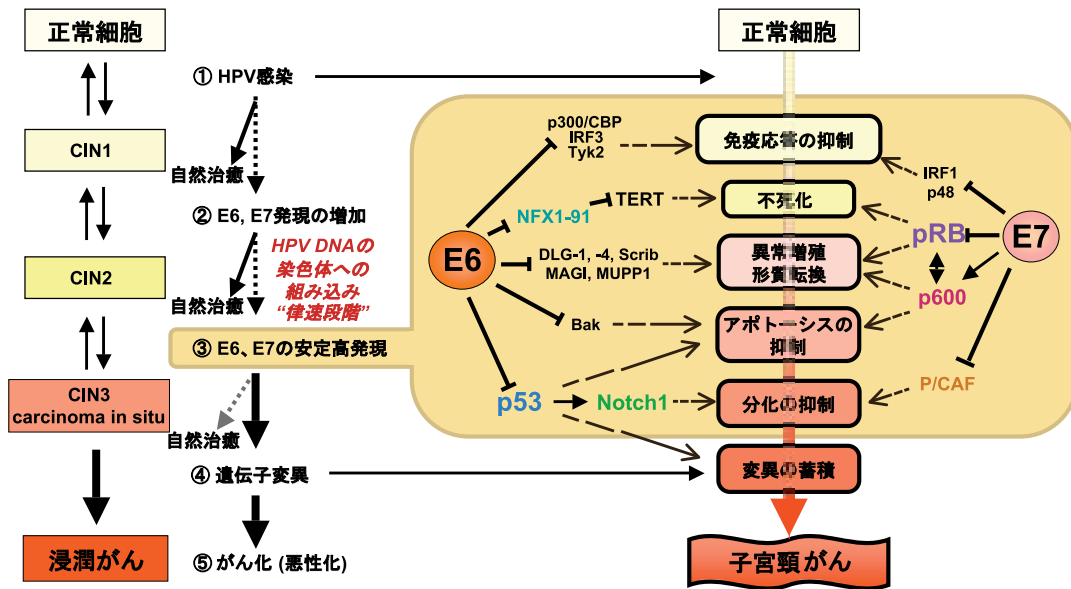 正常細胞
CIN1
CIN2
CIN3
carcinoma in situ
浸潤がん
① HPV感染
自然治癒
② E6, E7発現の増加
HPV DNAの
染色体への
組み込み
“律速段階”
自然治癒
③ E6、E7の安定高発現
自然治癒
④ 遺伝子変異
⑤ がん化 (悪性化)
正常細胞
p300/CBP
IRF3
Tyk2
免疫応答の抑制
IRF1
p48
NFX1-91
TERT
不死化
E6
DLG-1, -4, Scrib
MAGI, MUPP1
異常増殖
形質転換
pRB
E7
p600
Bak
アポトーシスの
抑制
p53
Notch1
分化の抑制
P/CAF
変異の蓄積
子宮頸がん